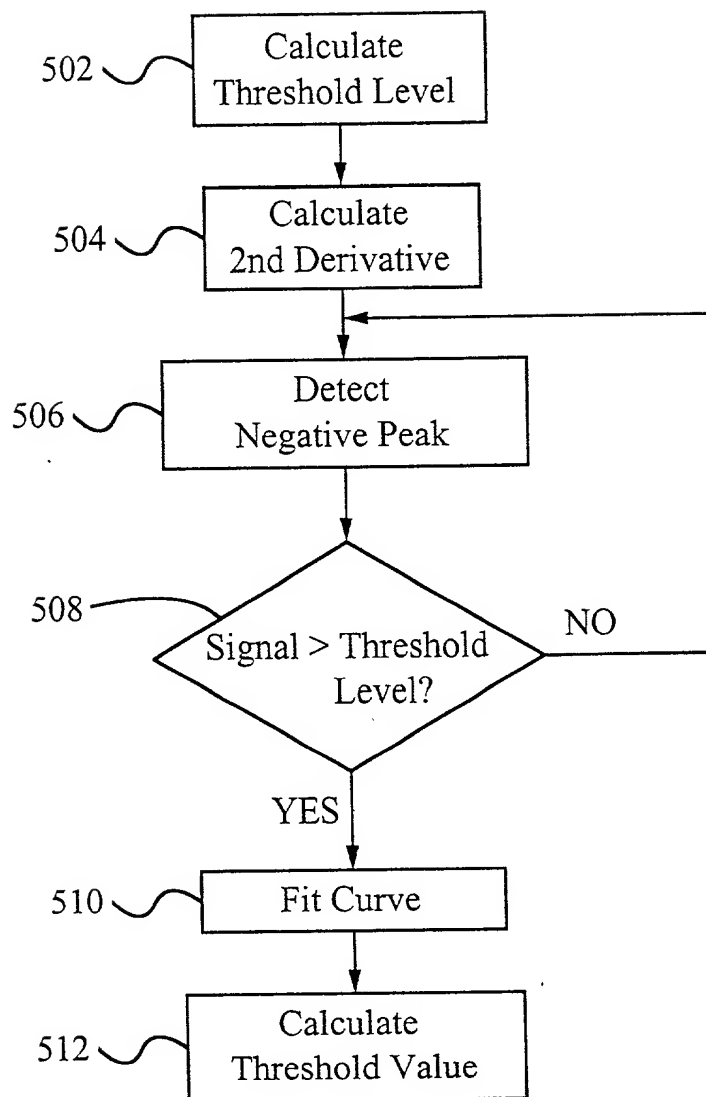 502
Calculate
Threshold Level
504
Calculate
2nd Derivative
506
Detect
Negative Peak
508
Signal > Threshold
Level?
NO
YES
510
Fit Curve
512
Calculate
Threshold Value